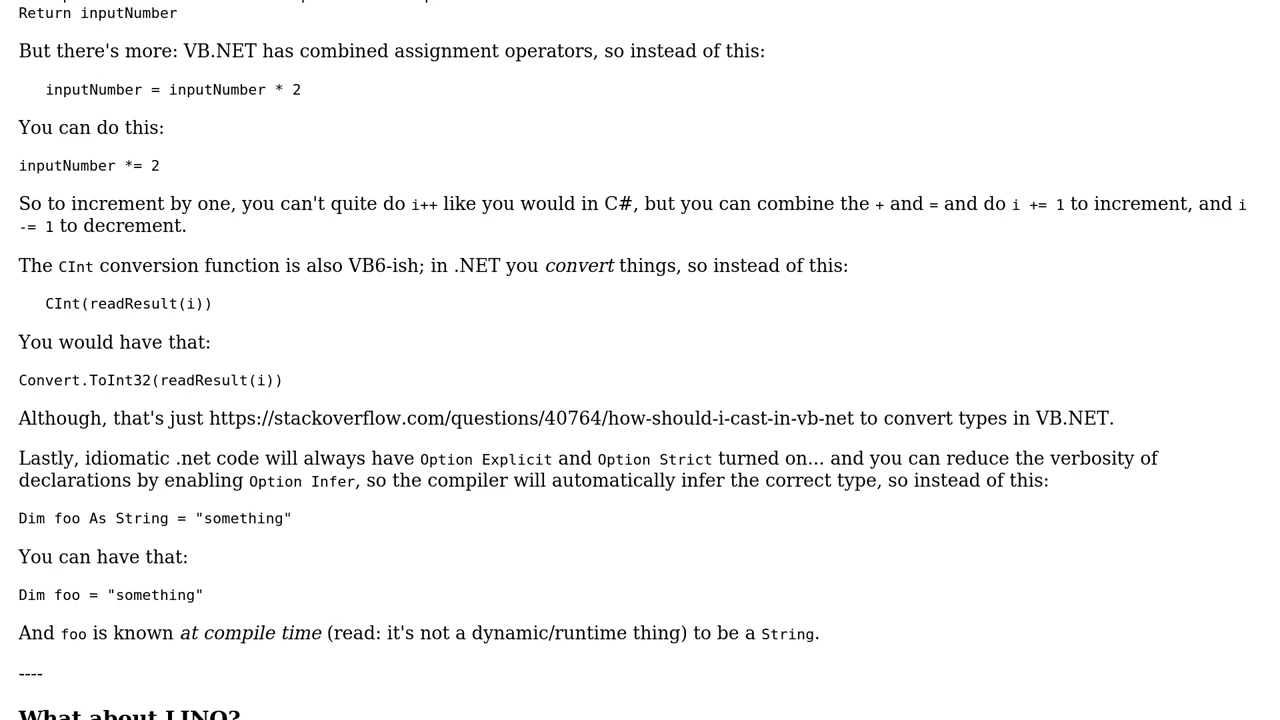 Return inputNumber
But there's more: VB.NET has combined assignment operators, so instead of this:
inputNumber = inputNumber * 2
You can do this:
inputNumber *= 2
So to increment by one, you can't quite do i++ like you would in C#, but you can combine the + and = and do i += 1 to increment, and i
-= 1 to decrement.
The CInt conversion function is also VB6-ish; in .NET you convert things, so instead of this:
CInt(readResult(i))
You would have that:
Convert.ToInt32(readResult(i))
Although, that's just https://stackoverflow.com/questions/40764/how-should-i-cast-in-vb-net to convert types in VB.NET.
Lastly, idiomatic .net code will always have Option Explicit and Option Strict turned on... and you can reduce the verbosity of
declarations by enabling Option Infer, so the compiler will automatically infer the correct type, so instead of this:
Dim foo As String = "something"
You can have that:
Dim foo = "something"
And foo is known at compile time (read: it's not a dynamic/runtime thing) to be a String.
----
What about LINQ?